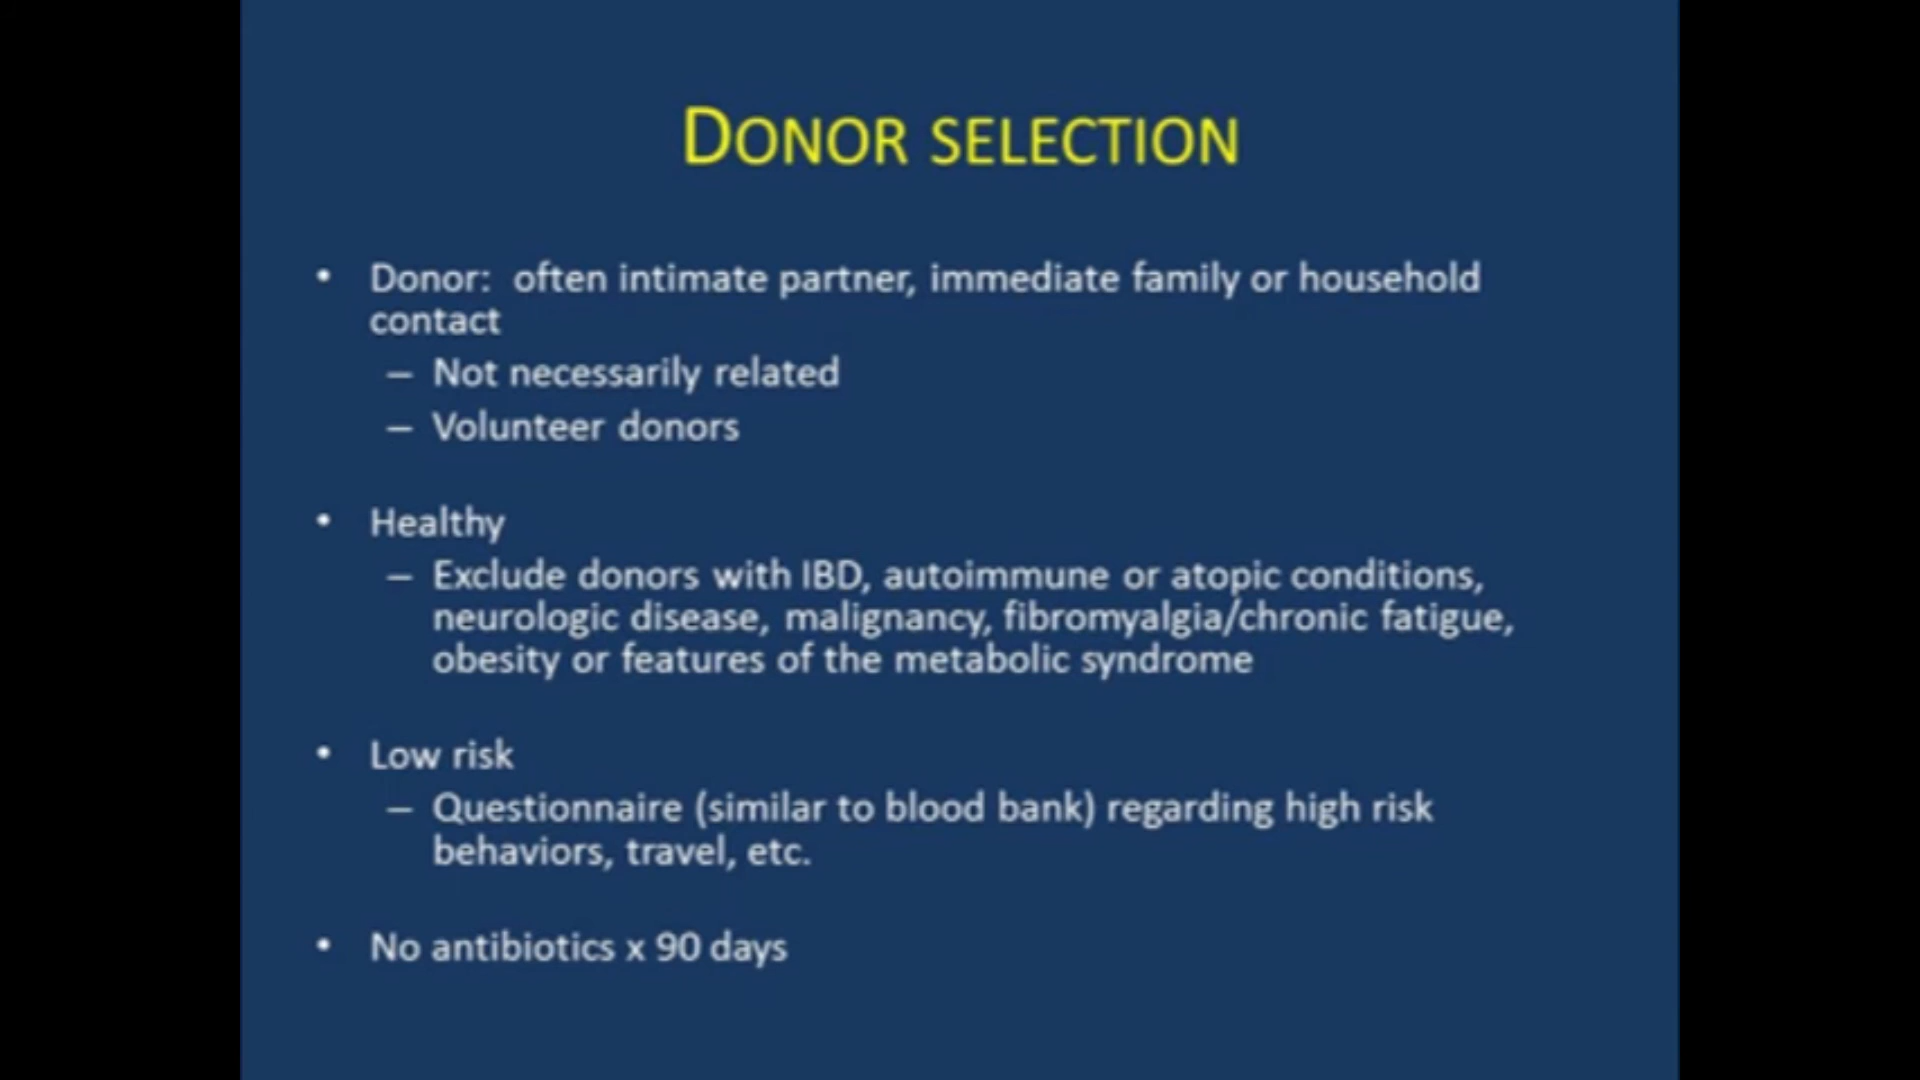 DONOR SELECTION
• Donor: often intimate partner, immediate family or household
contact
– Not necessarily related
– Volunteer donors
• Healthy
– Exclude donors with IBD, autoimmune or atopic conditions,
neurologic disease, malignancy, fibromyalgia/chronic fatigue,
obesity or features of the metabolic syndrome
• Low risk
– Questionnaire (similar to blood bank) regarding high risk
behaviors, travel, etc.
• No antibiotics x 90 days